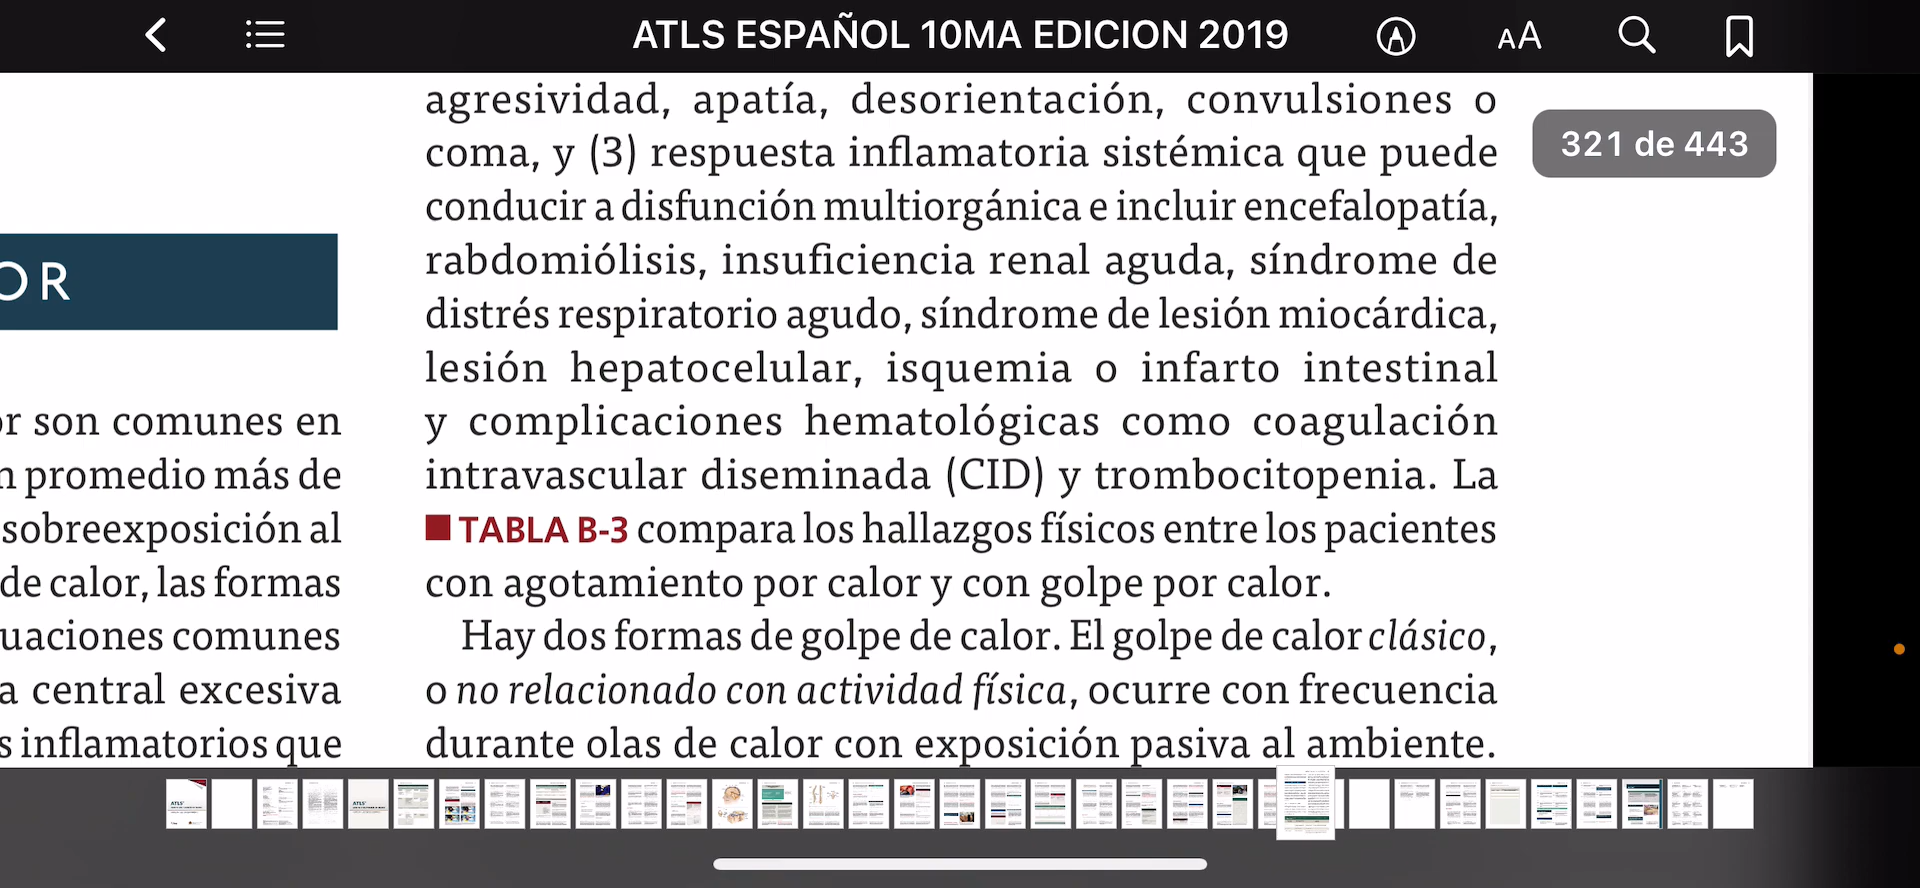 ATLS ESPAÑOL 10MA EDICION 2019
AA
321 de 443
OR
or son comunes en
n promedio más de
sobreexposición al
de calor, las formas
uaciones comunes
a central excesiva
s inflamatorios que
agresividad, apatía, desorientación, convulsiones o
coma, y (3) respuesta inflamatoria sistémica que puede
conducir a disfunción multiorgánica e incluir encefalopatía,
rabdomiólisis, insuficiencia renal aguda, síndrome de
distrés respiratorio agudo, síndrome de lesión miocárdica,
lesión hepatocelular, isquemia o infarto intestinal
y complicaciones hematológicas como coagulación
intravascular diseminada (CID) y trombocitopenia. La
TABLA B-3 compara los hallazgos físicos entre los pacientes
con agotamiento por calor y con golpe por calor.
Hay dos formas de golpe de calor. El golpe de calor clásico,
o no relacionado con actividad física, ocurre con frecuencia
durante olas de calor con exposición pasiva al ambiente.